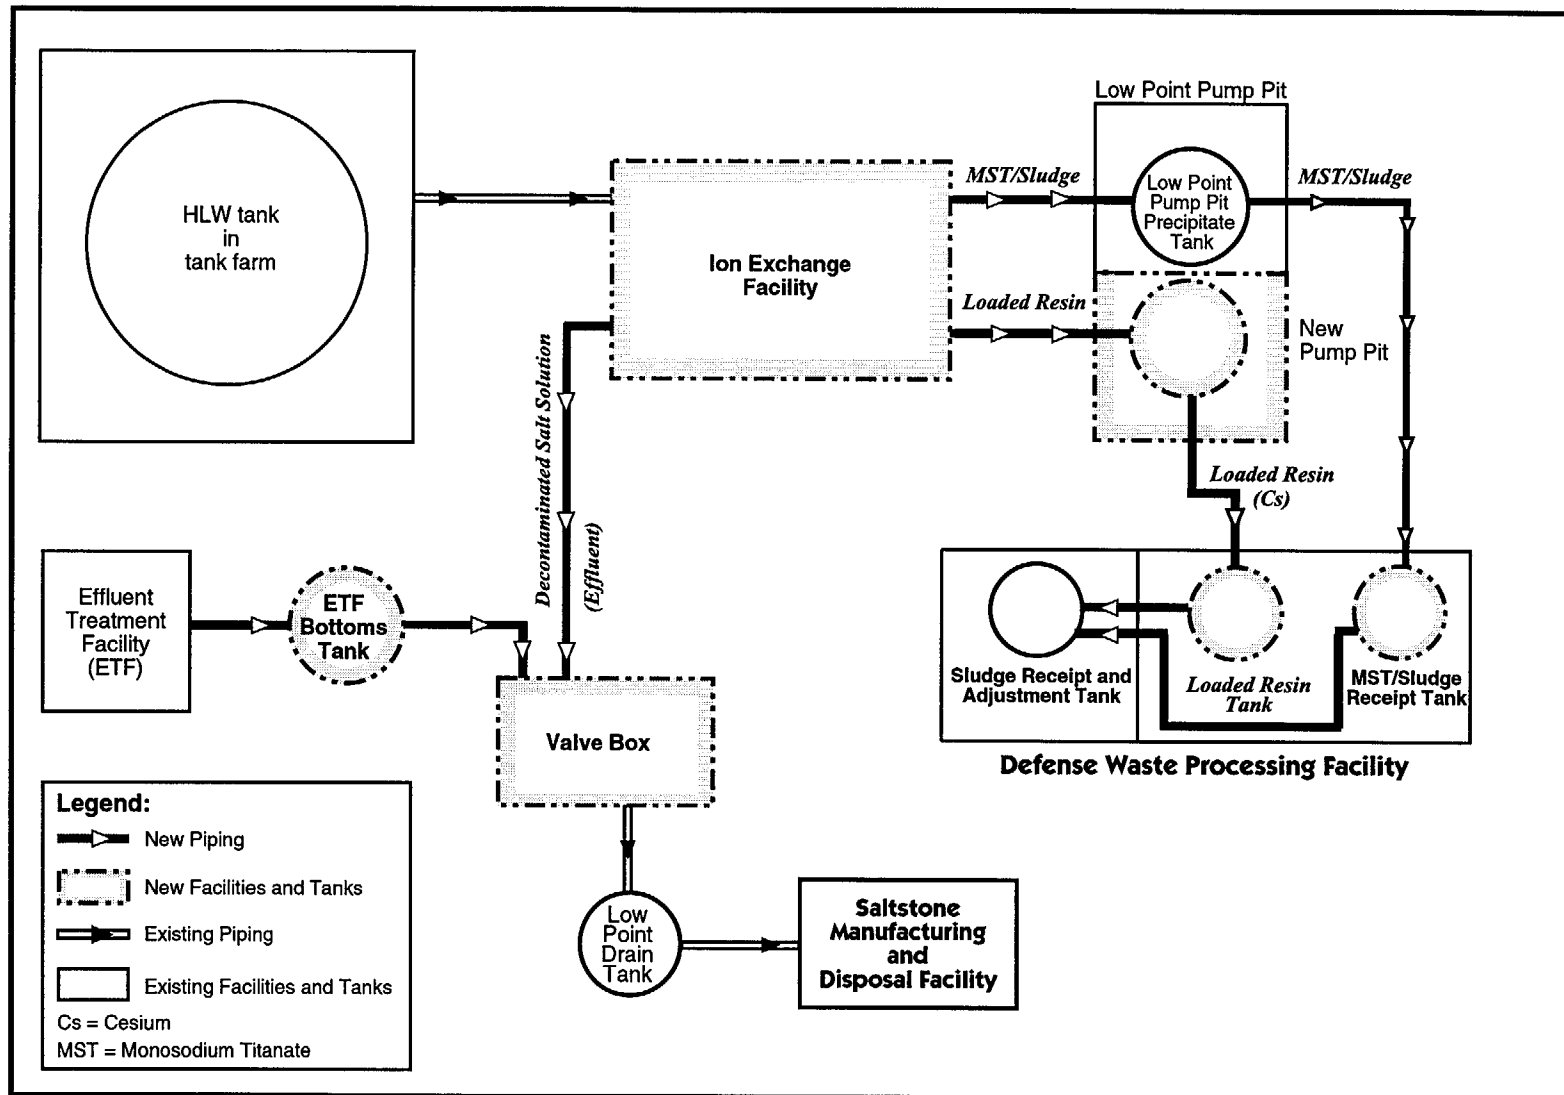 HLW tank
in
tank farm
Ion Exchange
Facility
MST/Sludge
Low Point Pump Pit
Low Point
Pump Pit
Precipitate
Tank
MST/Sludge
Loaded Resin
New
Pump Pit
Decontaminated Salt Solution
(Effluent)
Loaded Resin
(Cs)
Effluent
Treatment
Facility
(ETF)
ETF
Bottoms
Tank
Valve Box
Sludge Receipt and
Adjustment Tank
Loaded Resin
Tank
MST/Sludge
Receipt Tank
Defense Waste Processing Facility
Low
Point
Drain
Tank
Saltstone
Manufacturing
and
Disposal Facility
Legend:
New Piping
New Facilities and Tanks
Existing Piping
Existing Facilities and Tanks
Cs = Cesium
MST = Monosodium Titanate